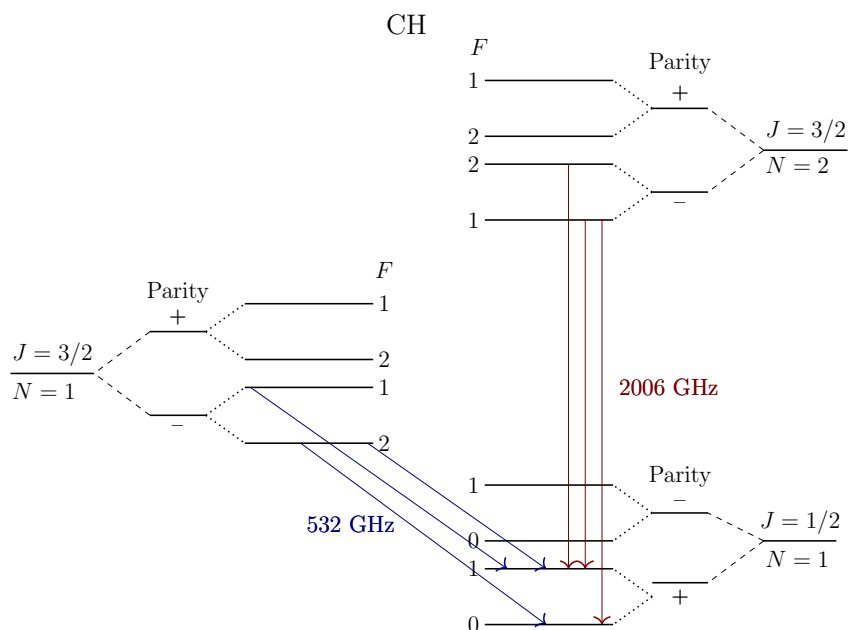 CH
F
Parity
1
+
J = 3/2
2
2
N = 2
–
1
F
Parity
1
+
J = 3/2
2
N = 1
1
–
2
2006 GHz
532 GHz
Parity
1
–
J = 1/2
0
N = 1
1
+
0